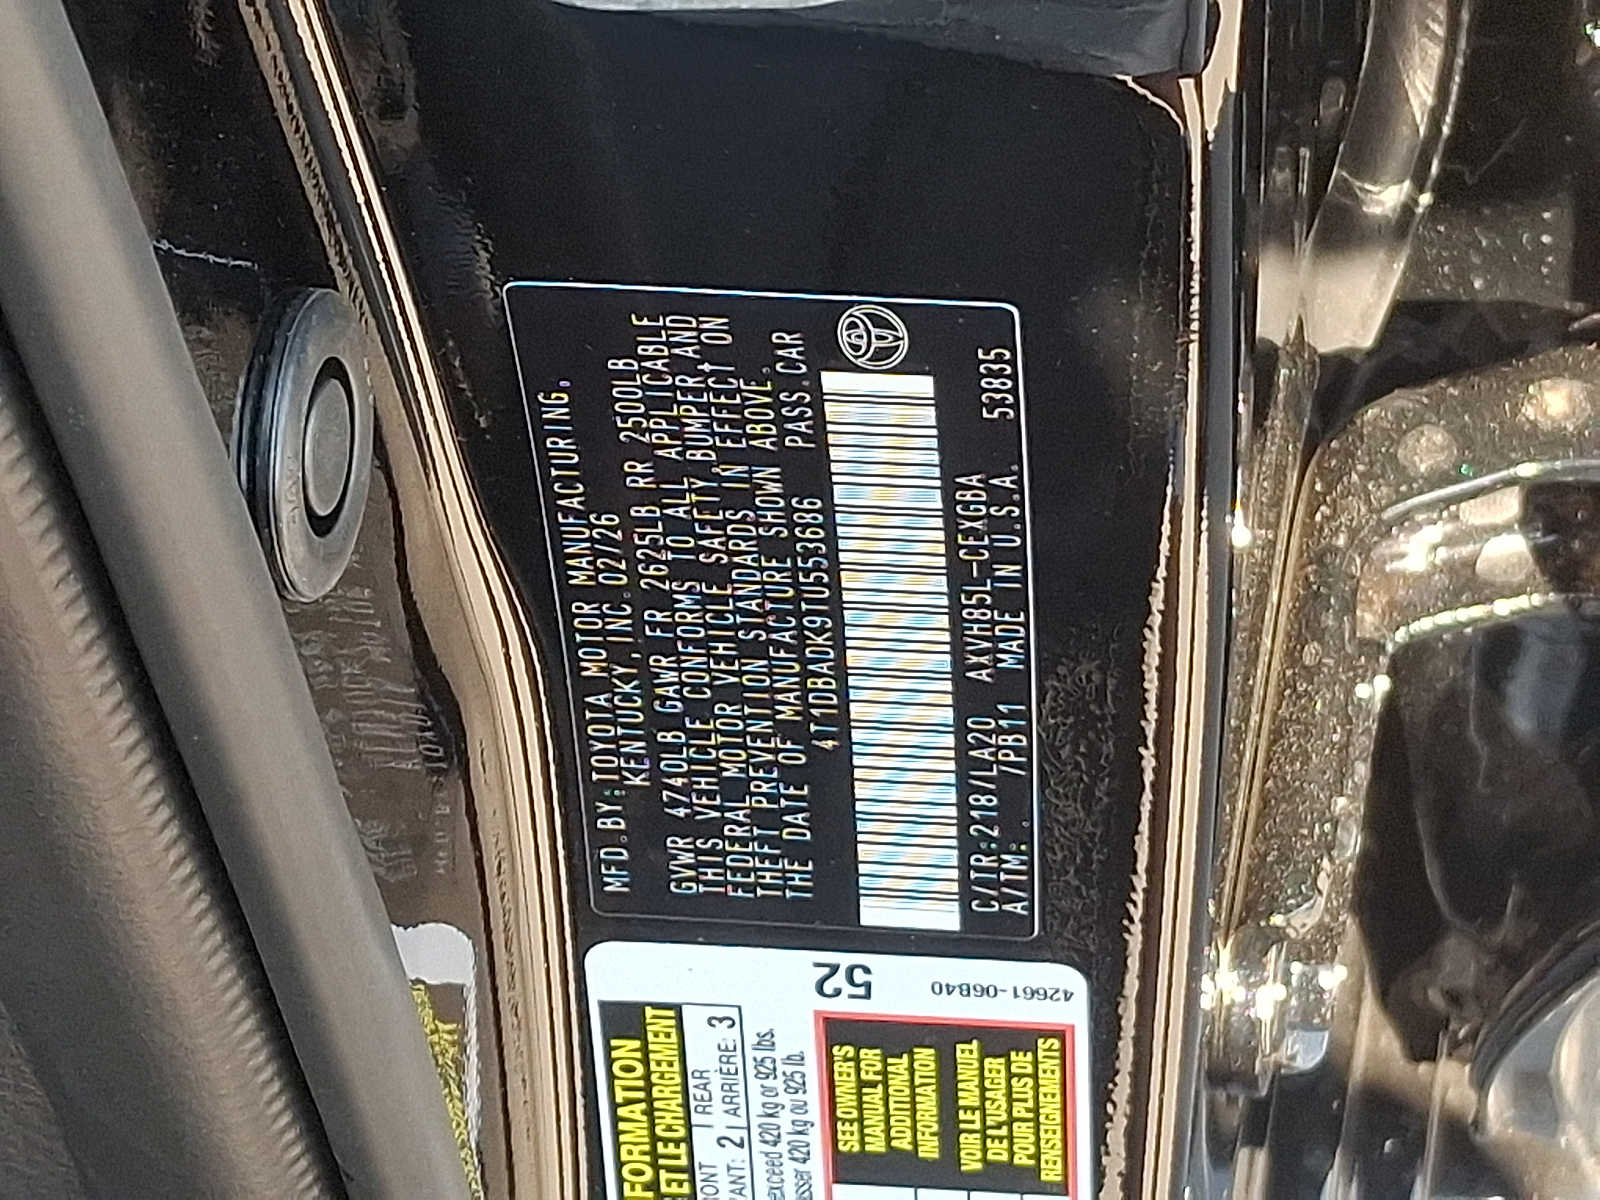 MFD.BY:TOYOTA MOTOR MANUFACTURING,
KENTUCKY,INC.02/26
GVWR 4740LB GAWR FR 2625LB RR 2500LB
THIS VEHICLE CONFORMS TO ALL APPLICABLE
FEDERAL MOTOR VEHICLE SAFETY,BUMPER,AND
THEFT PREVENTION STANDARDS IN EFFECT ON
THE DATE OF MANUFACTURE SHOWN ABOVE.
4T1DBADK9TU553686 PASS.CAR
C/TR:218/LA20 AXVH85L-CEXGBA
A/TM: /PB11 MADE IN U.S.A. 53835
52
42661-06B40
FORMATION
ET LE CHARGEMENT
REAR
2 ARRIÈRE: 3
exceed 420 kg or 925 lbs.
420 kg ou 925 lb.
SEE OWNER'S
MANUAL FOR
ADDITIONAL
INFORMATION
VOIR LE MANUEL
DE L'USAGER
POUR PLUS DE
RENSEIGNEMENTS